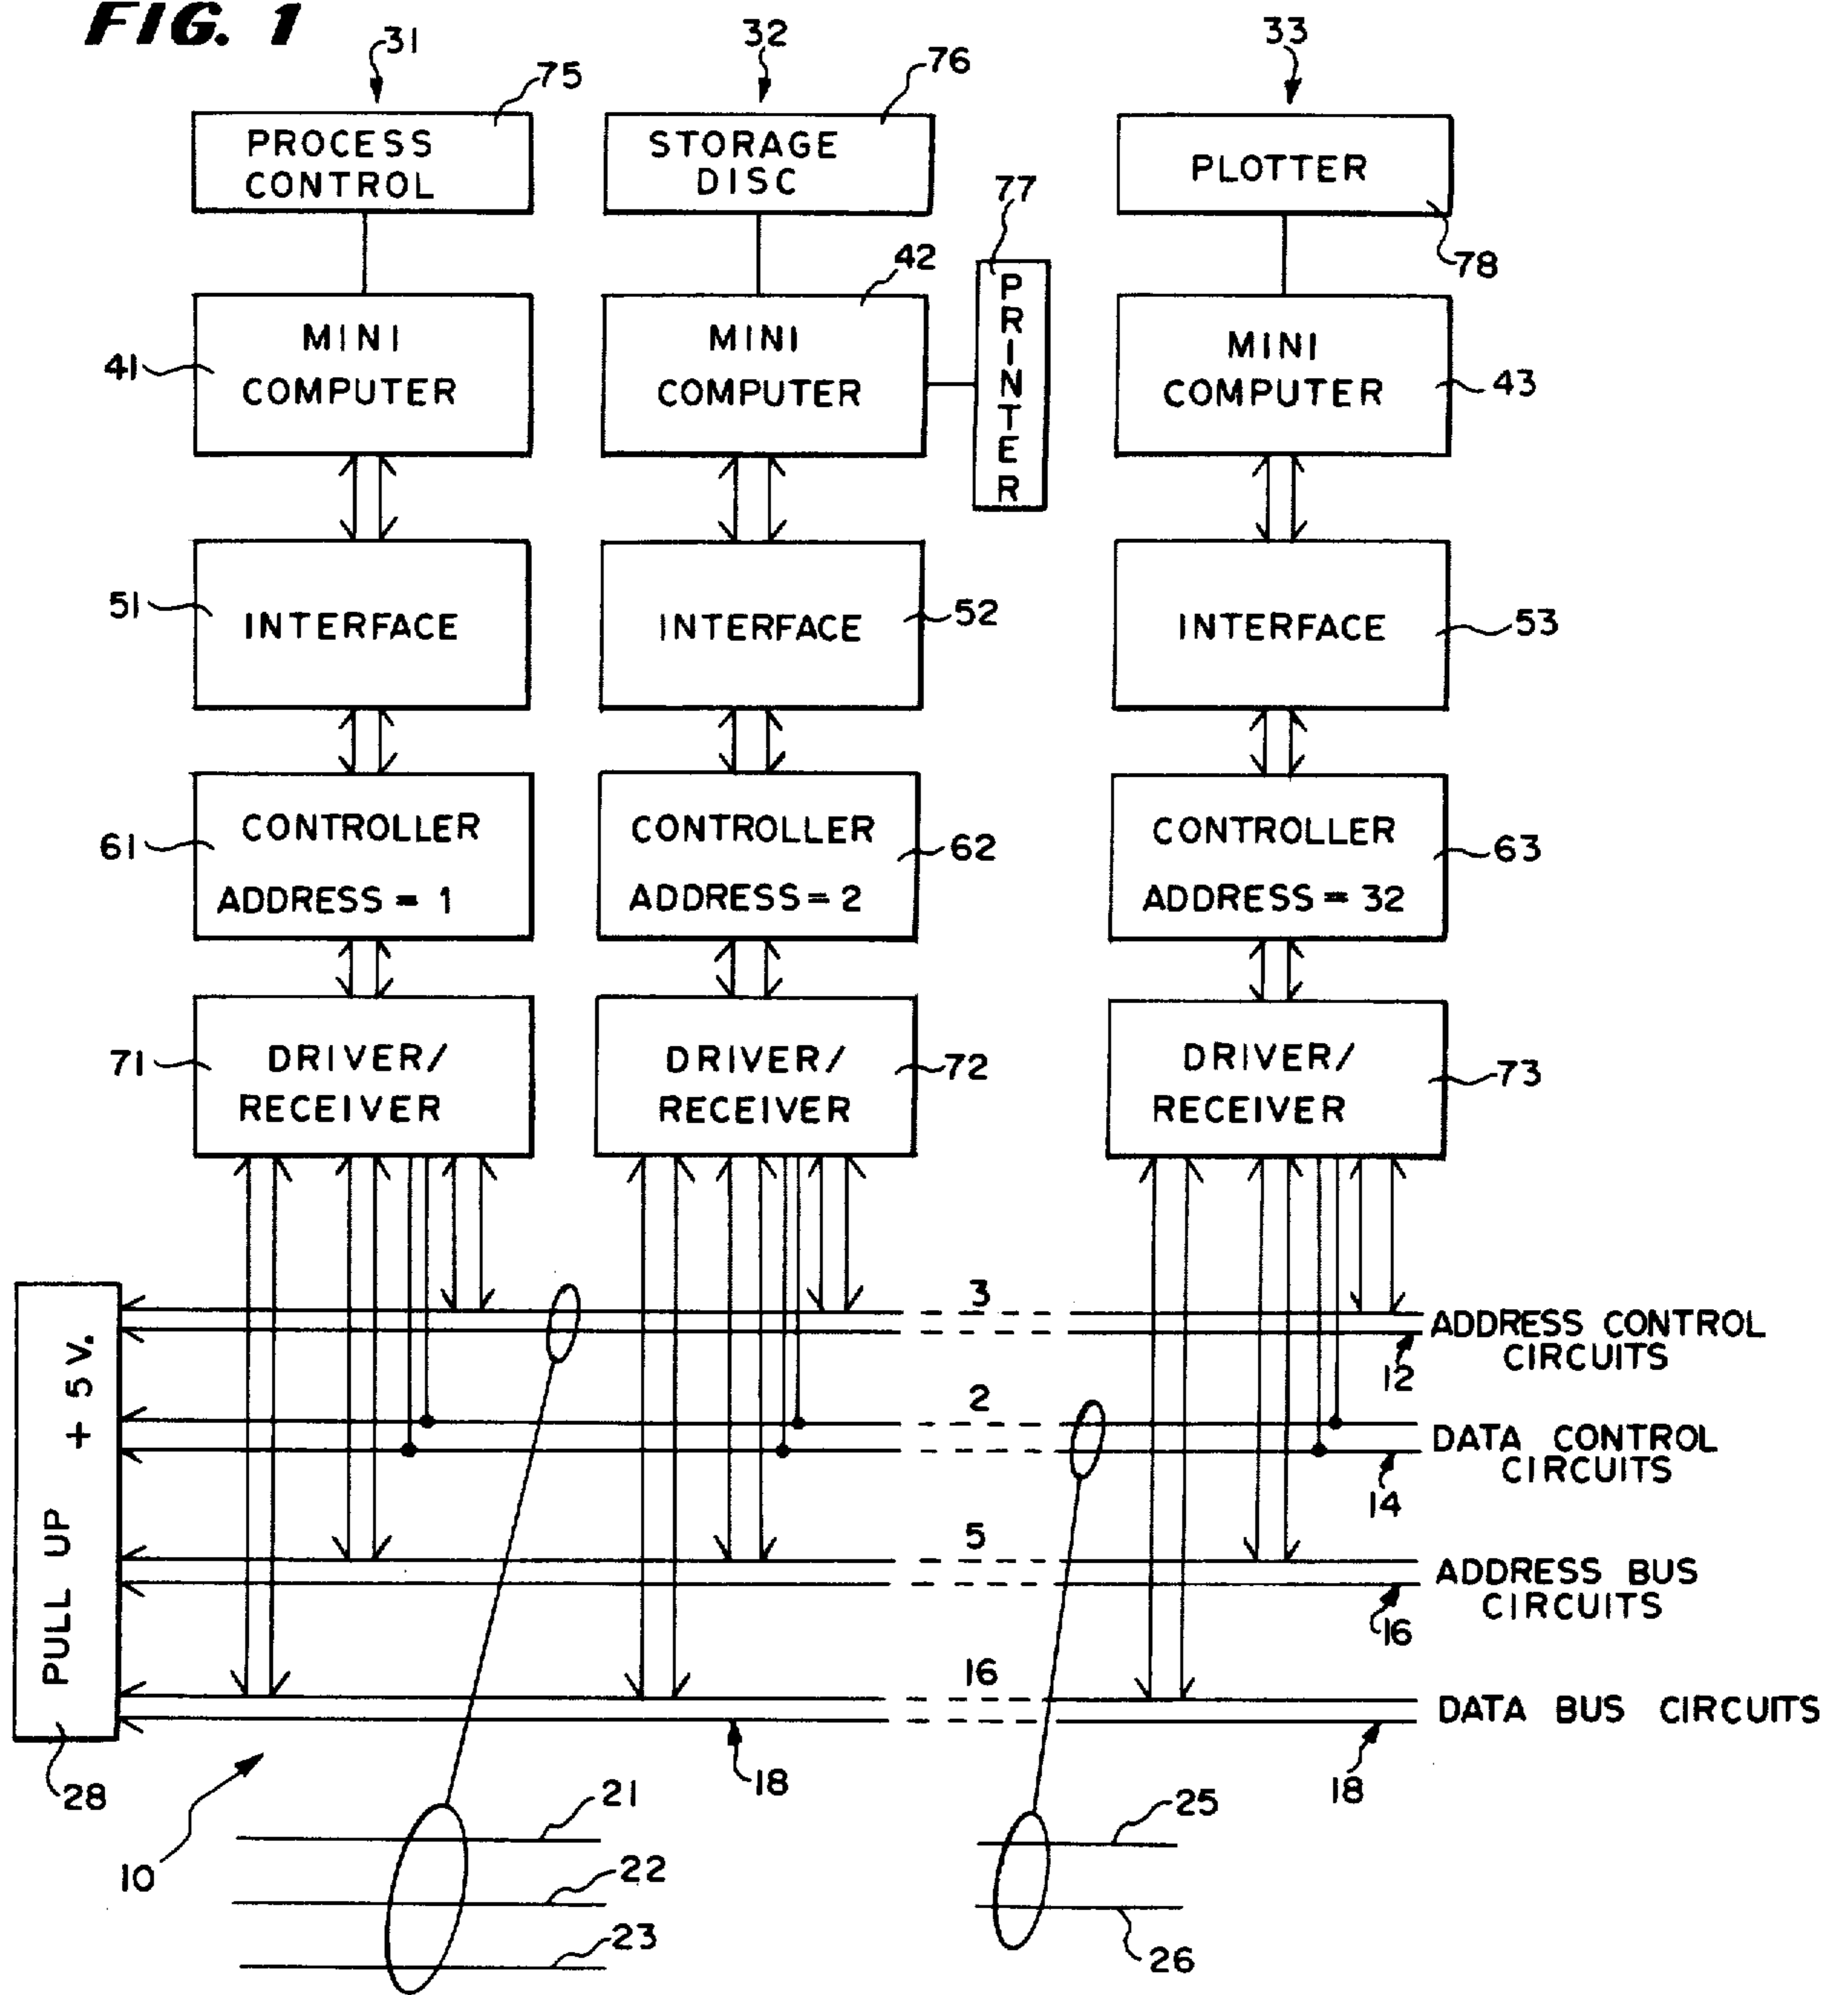 FIG. 1
31
32
33
75
76
PROCESS
CONTROL
STORAGE
DISC
PLOTTER
77
78
42
PRINTER
MINI
COMPUTER
MINI
COMPUTER
MINI
COMPUTER
41
43
51
INTERFACE
INTERFACE
52
INTERFACE
53
61
CONTROLLER
ADDRESS = 1
CONTROLLER
ADDRESS = 2
62
CONTROLLER
ADDRESS = 32
63
71
DRIVER/
RECEIVER
DRIVER/
RECEIVER
72
DRIVER/
RECEIVER
73
PULL UP + 5 V.
3
ADDRESS CONTROL
CIRCUITS
12
2
DATA CONTROL
CIRCUITS
14
5
ADDRESS BUS
CIRCUITS
16
16
DATA BUS CIRCUITS
28
18
18
10
21
22
23
25
26